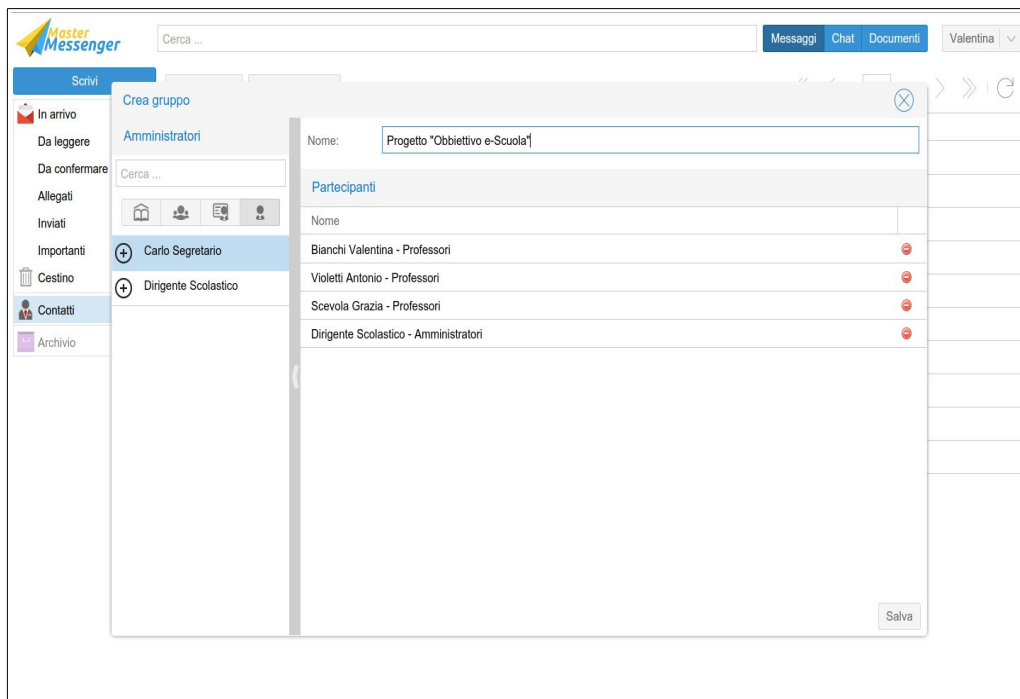 Master
Messenger
Cerca ...
Messaggi Chat Documenti
Valentina
Scrivi
In arrivo
Da leggere
Da confermare
Allegati
Inviati
Importanti
Cestino
Contatti
Archivio
Crea gruppo
Amministratori
Cerca ...
Carlo Segretario
Dirigente Scolastico
Nome: Progetto "Obbiettivo e-Scuola"
Partecipanti
Nome
Bianchi Valentina - Professori
Violetti Antonio - Professori
Scevola Grazia - Professori
Dirigente Scolastico - Amministratori
Salva